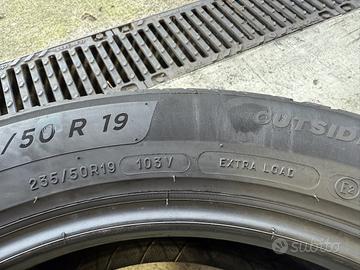 /50 R 19
OUTSID
235/50R19 103V EXTRA LOAD
subito